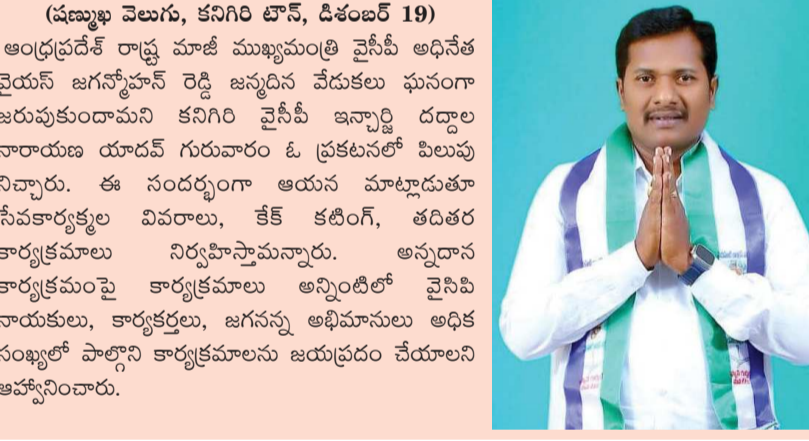 (షణ్ముఖ వెలుగు, కనిగిరి టౌన్, డిశంబర్ 19)
ఆంధ్రప్రదేశ్ రాష్ట్ర మాజీ ముఖ్యమంత్రి వైసీపీ అధినేత
వైయస్ జగన్మోహన్ రెడ్డి జన్మదిన వేడుకలు ఘనంగా
జరుపుకుందామని కనిగిరి వైసీపీ ఇన్చార్జి దద్దాల
నారాయణ యాదవ్ గురువారం ఓ ప్రకటనలో పిలుపు
నిచ్చారు. ఈ సందర్భంగా ఆయన మాట్లాడుతూ
సేవకార్యక్మల వివరాలు, కేక్ కటింగ్, తదితర
కార్యక్రమాలు నిర్వహిస్తామన్నారు. అన్నదాన
కార్యక్రమంపై కార్యక్రమాలు అన్నింటిలో వైసిపి
నాయకులు, కార్యకర్తలు, జగనన్న అభిమానులు అధిక
సంఖ్యలో పాల్గొని కార్యక్రమాలను జయప్రదం చేయాలని
ఆహ్వానించారు.